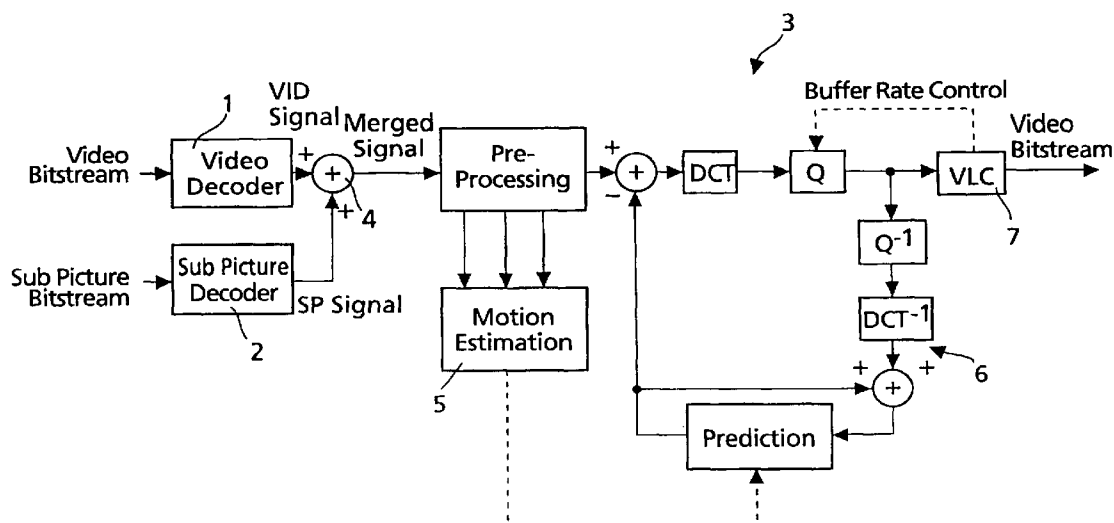 3
Buffer Rate Control
1
VID
Signal
Merged
Signal
Video
Bitstream
Video
Decoder
+
+
+
4
Pre-
Processing
+
+
−
DCT
Q
VLC
7
Video
Bitstream
Q-1
Sub Picture
Bitstream
Sub Picture
Decoder
SP Signal
2
Motion
Estimation
5
DCT-1
6
+
+
+
Prediction